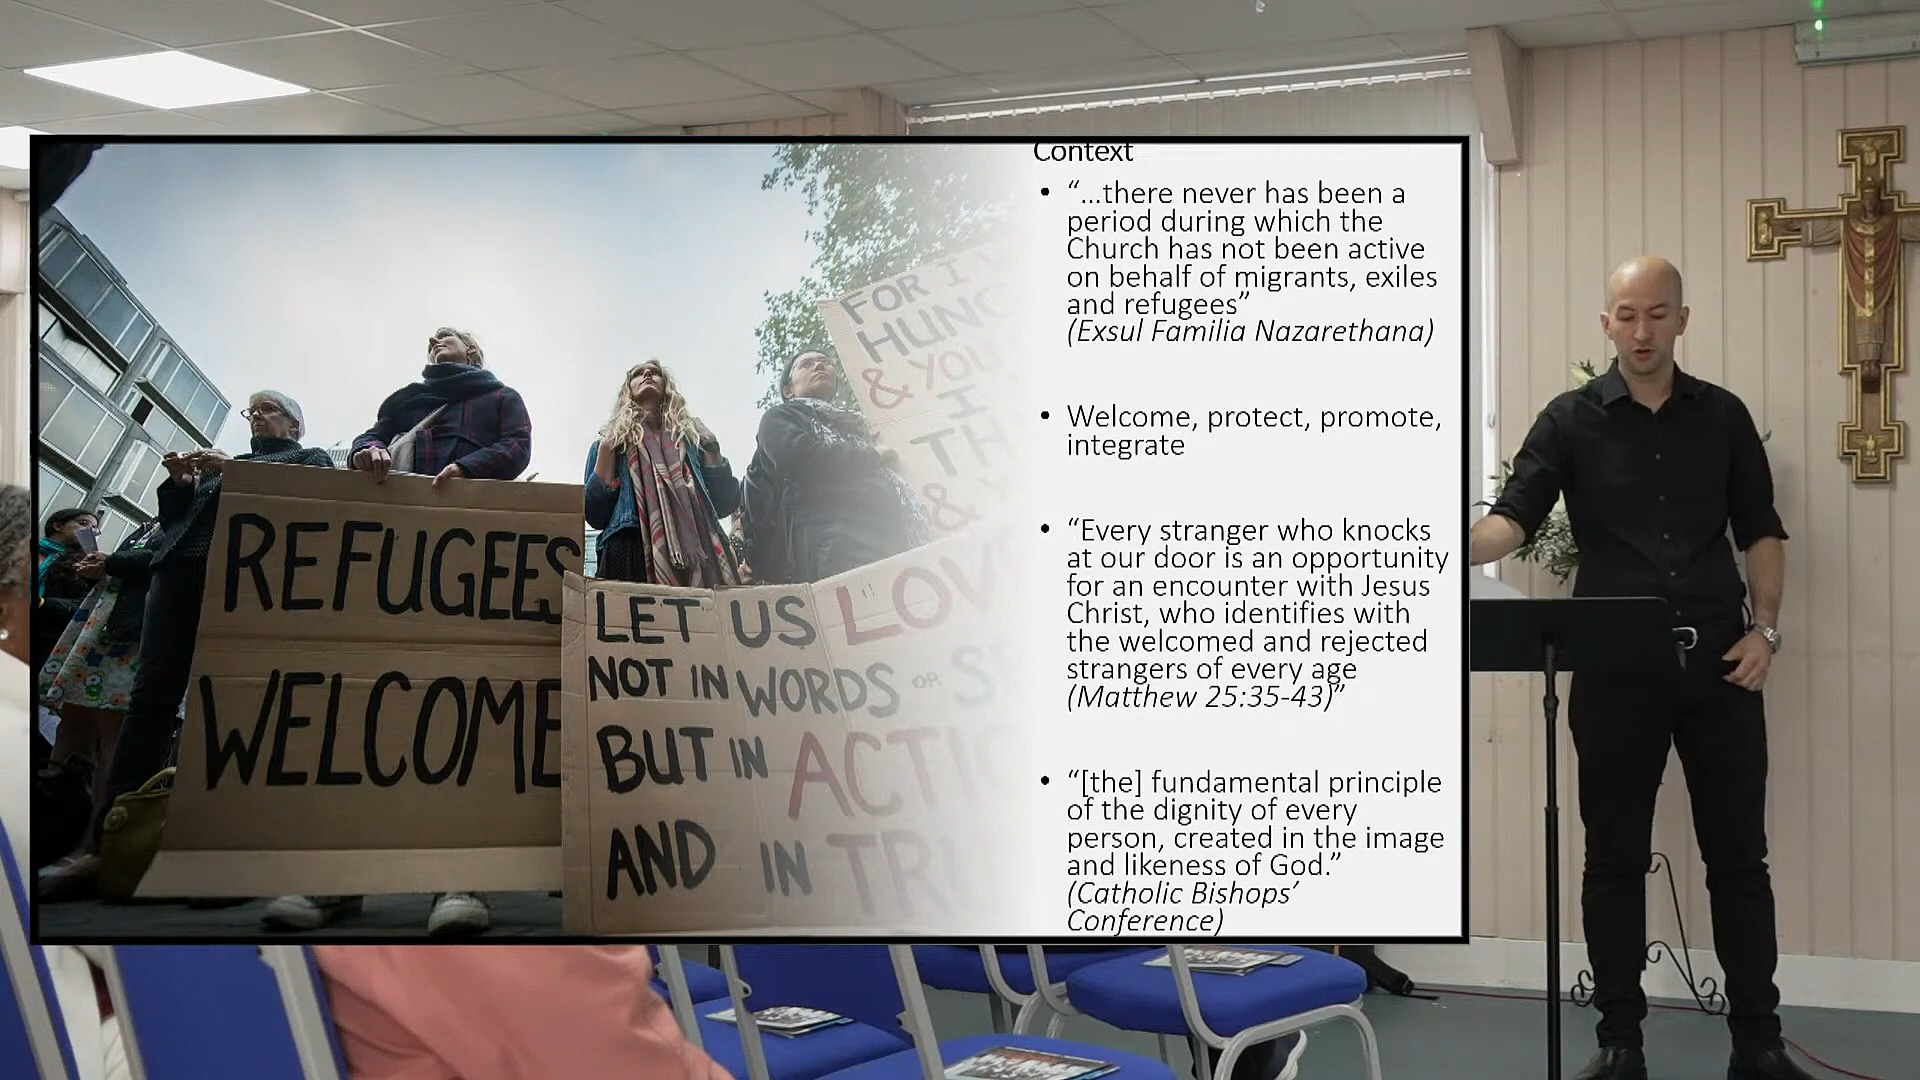 Context
• “...there never has been a
period during which the
Church has not been active
on behalf of migrants, exiles
and refugees”
(Exsul Familia Nazarethana)
• Welcome, protect, promote,
integrate
• “Every stranger who knocks
at our door is an opportunity
for an encounter with Jesus
Christ, who identifies with
the welcomed and rejected
strangers of every age
(Matthew 25:35-43)”
• “[the] fundamental principle
of the dignity of every
person, created in the image
and likeness of God.”
(Catholic Bishops’
Conference)
REFUGEES
WELCOME
FOR I
& YOU
I
&
LET US
NOT IN WORDS OR
BUT IN
AND IN